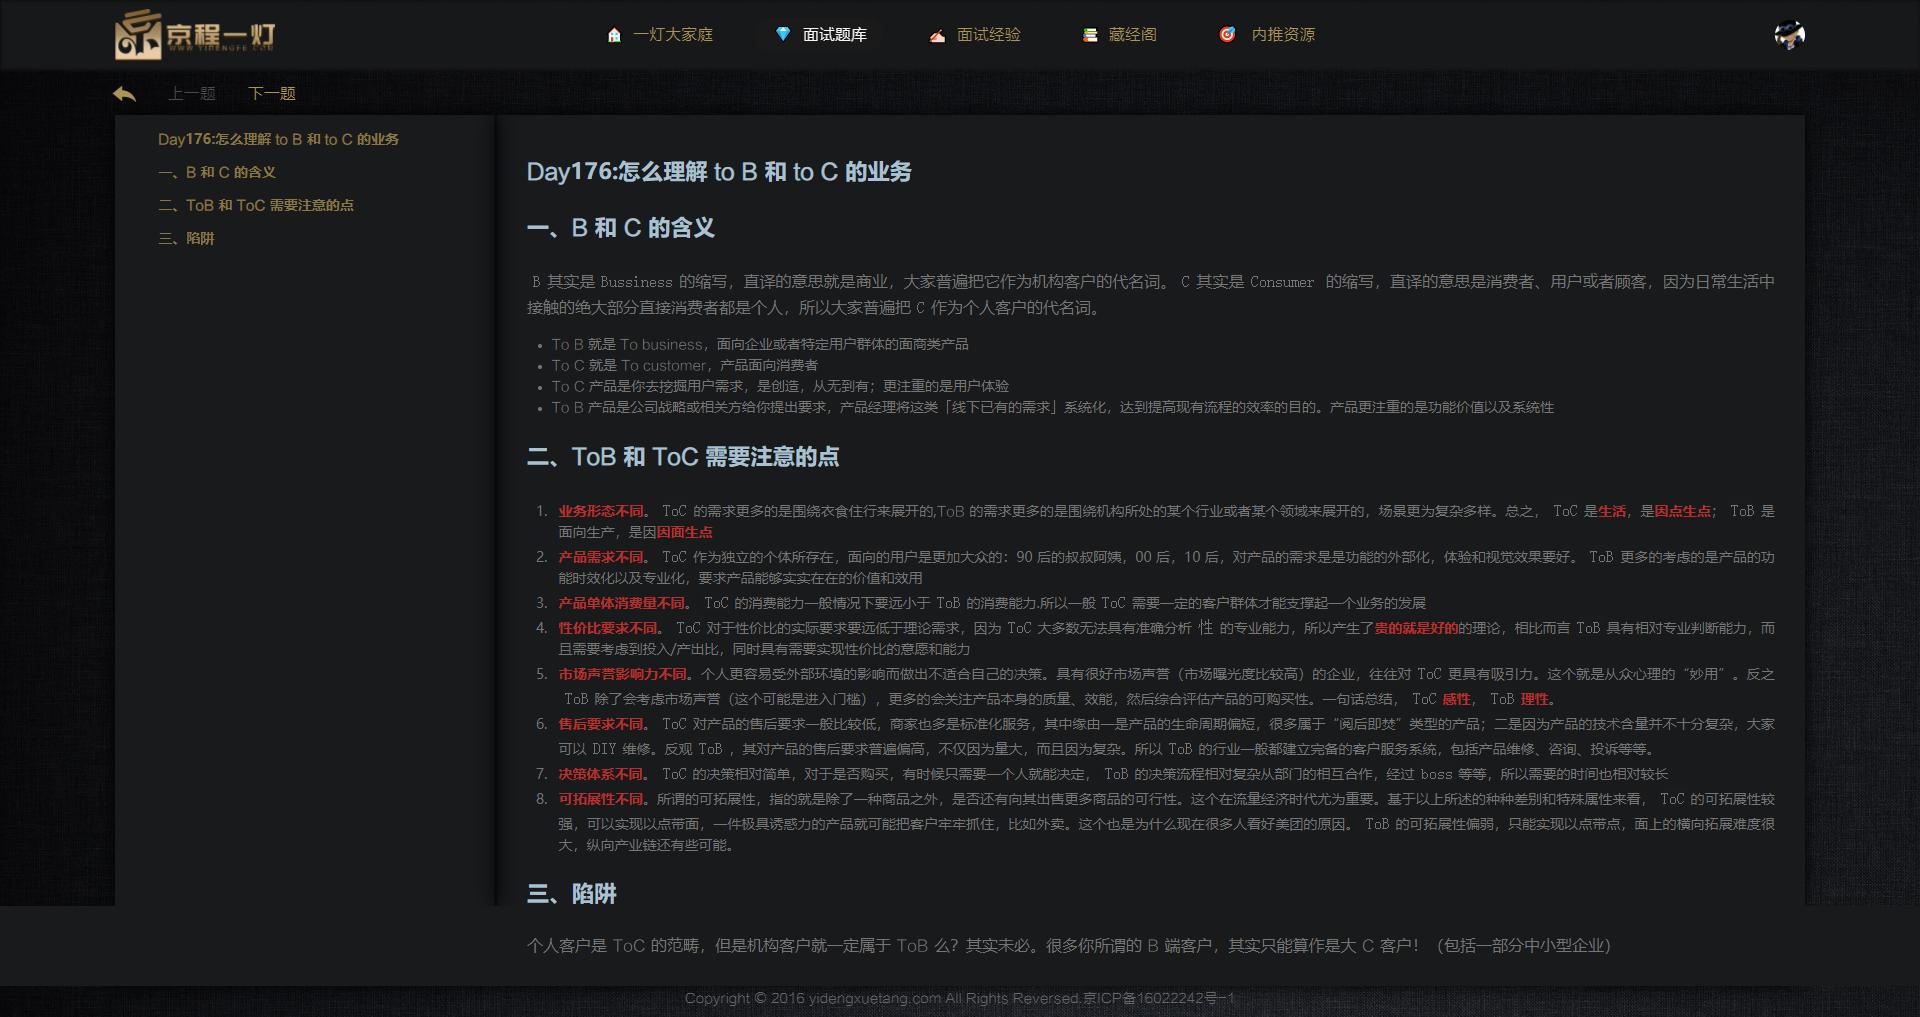 京程一灯
WWW.YIDENGFE.COM
一灯大家庭
面试题库
面试经验
藏经阁
内推资源
上一题
下一题
Day176:怎么理解 to B 和 to C 的业务
一、B 和 C 的含义
二、ToB 和 ToC 需要注意的点
三、陷阱
Day176:怎么理解 to B 和 to C 的业务
一、B 和 C 的含义
B 其实是 Bussiness 的缩写，直译的意思就是商业，大家普遍把它作为机构客户的代名词。 C 其实是 Consumer 的缩写，直译的意思是消费者、用户或者顾客，因为日常生活中
接触的绝大部分直接消费者都是个人，所以大家普遍把 C 作为个人客户的代名词。
• To B 就是 To business，面向企业或者特定用户群体的面商类产品
• To C 就是 To customer，产品面向消费者
• To C 产品是你去挖掘用户需求，是创造，从无到有；更注重的是用户体验
• To B 产品是公司战略或相关方给你提出要求，产品经理将这类「线下已有的需求」系统化，达到提高现有流程的效率的目的。产品更注重的是功能价值以及系统性
二、ToB 和 ToC 需要注意的点
1. 业务形态不同。 ToC 的需求更多的是围绕衣食住行来展开的,ToB 的需求更多的是围绕机构所处的某个行业或者某个领域来展开的，场景更为复杂多样。总之， ToC 是生活，是因点生点； ToB 是
面向生产，是因因面生点
2. 产品需求不同。 ToC 作为独立的个体所存在，面向的用户是更加大众的：90 后的叔叔阿姨，00 后，10 后，对产品的需求是是功能的外部化，体验和视觉效果要好。 ToB 更多的考虑的是产品的功
能时效化以及专业化，要求产品能够实实在在的价值和效用
3. 产品单体消费量不同。 ToC 的消费能力一般情况下要远小于 ToB 的消费能力.所以一般 ToC 需要一定的客户群体才能支撑起一个业务的发展
4. 性价比要求不同。 ToC 对于性价比的实际要求要远低于理论需求，因为 ToC 大多数无法具有准确分析 性 的专业能力，所以产生了贵的就是好的的理论，相比而言 ToB 具有相对专业判断能力，而
且需要考虑到投入/产出比，同时具有需要实现性价比的意愿和能力
5. 市场声誉影响力不同。个人更容易受外部环境的影响而做出不适合自己的决策。具有很好市场声誉（市场曝光度比较高）的企业，往往对 ToC 更具有吸引力。这个就是从众心理的“妙用”。反之
ToB 除了会考虑市场声誉（这个可能是进入门槛），更多的会关注产品本身的质量、效能，然后综合评估产品的可购买性。一句话总结， ToC 感性， ToB 理性。
6. 售后要求不同。 ToC 对产品的售后要求一般比较低，商家也多是标准化服务，其中缘由一是产品的生命周期偏短，很多属于“阅后即焚”类型的产品；二是因为产品的技术含量并不十分复杂，大家
可以 DIY 维修。反观 ToB ，其对产品的售后要求普遍偏高，不仅因为量大，而且因为复杂。所以 ToB 的行业一般都建立完备的客户服务系统，包括产品维修、咨询、投诉等等。
7. 决策体系不同。 ToC 的决策相对简单，对于是否购买，有时候只需要一个人就能决定， ToB 的决策流程相对复杂从部门的相互合作，经过 boss 等等，所以需要的时间也相对较长
8. 可拓展性不同。所谓的可拓展性，指的就是除了一种商品之外，是否还有向其出售更多商品的可行性。这个在流量经济时代尤为重要。基于以上所述的种种差别和特殊属性来看， ToC 的可拓展性较
强，可以实现以点带面，一件极具诱惑力的产品就可能把客户牢牢抓住，比如外卖。这个也是为什么现在很多人看好美团的原因。 ToB 的可拓展性偏弱，只能实现以点带点，面上的横向拓展难度很
大，纵向产业链还有些可能。
三、陷阱
个人客户是 ToC 的范畴，但是机构客户就一定属于 ToB 么？其实未必。很多你所谓的 B 端客户，其实只能算作是大 C 客户！（包括一部分中小型企业）
Copyright © 2016 yidengxuetang.com All Rights Reversed.京ICP备16022242号-1